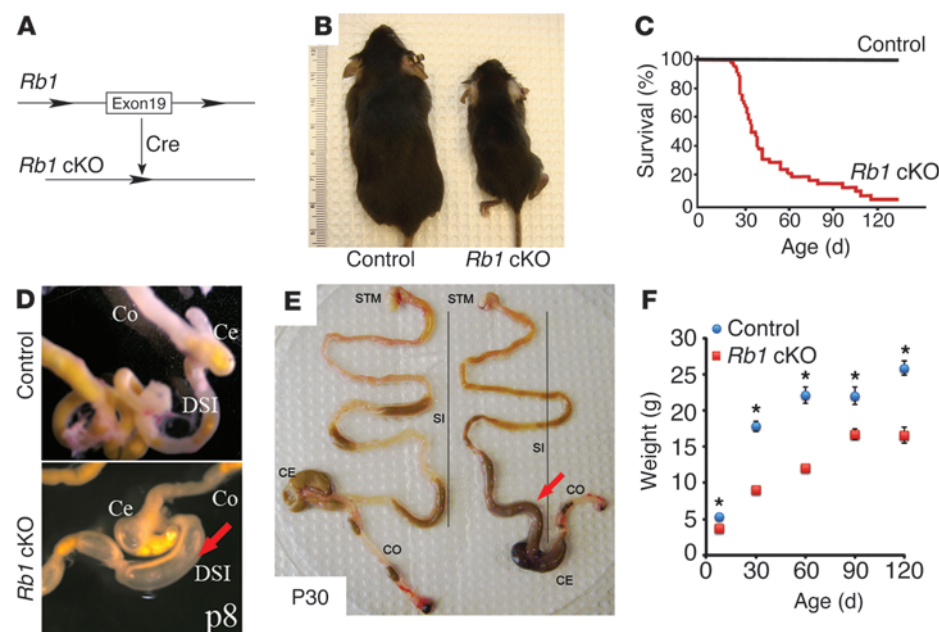 A
Rb1
Exon19
Cre
Rb1 cKO
B
Control
Rb1 cKO
C
Control
Survival (%)
100
80
60
40
20
0
Rb1 cKO
0 30 60 90 120
Age (d)
D
Control
Co
Ce
DSI
Rb1 cKO
Co
Ce
DSI
p8
E
STM
STM
SI
SI
CE
CO
CO
CE
P30
F
Control
Rb1 cKO
Weight (g)
30
25
20
15
10
5
0
* * * * *
0 30 60 90 120
Age (d)